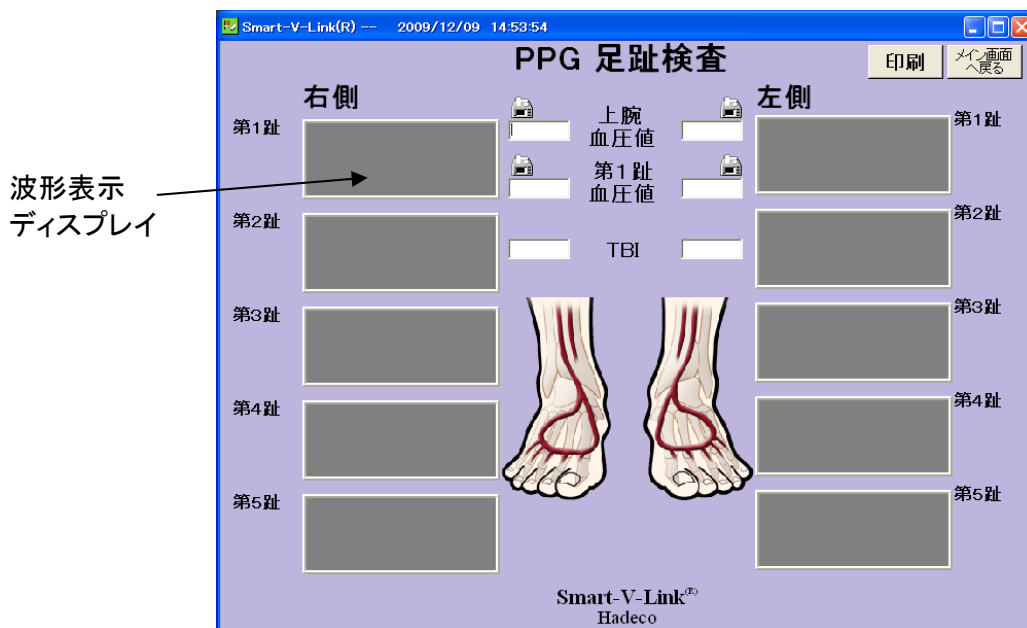 Smart-V-Link(R) -- 2009/12/09 14:53:54
PPG 足趾検査
印刷
メイン画面
へ戻る
右側
左側
上腕
血圧値
第1趾
血圧値
TBI
第1趾
第2趾
第3趾
第4趾
第5趾
第1趾
第2趾
第3趾
第4趾
第5趾
波形表示
ディスプレイ
Smart-V-Link(R)
Hadeco